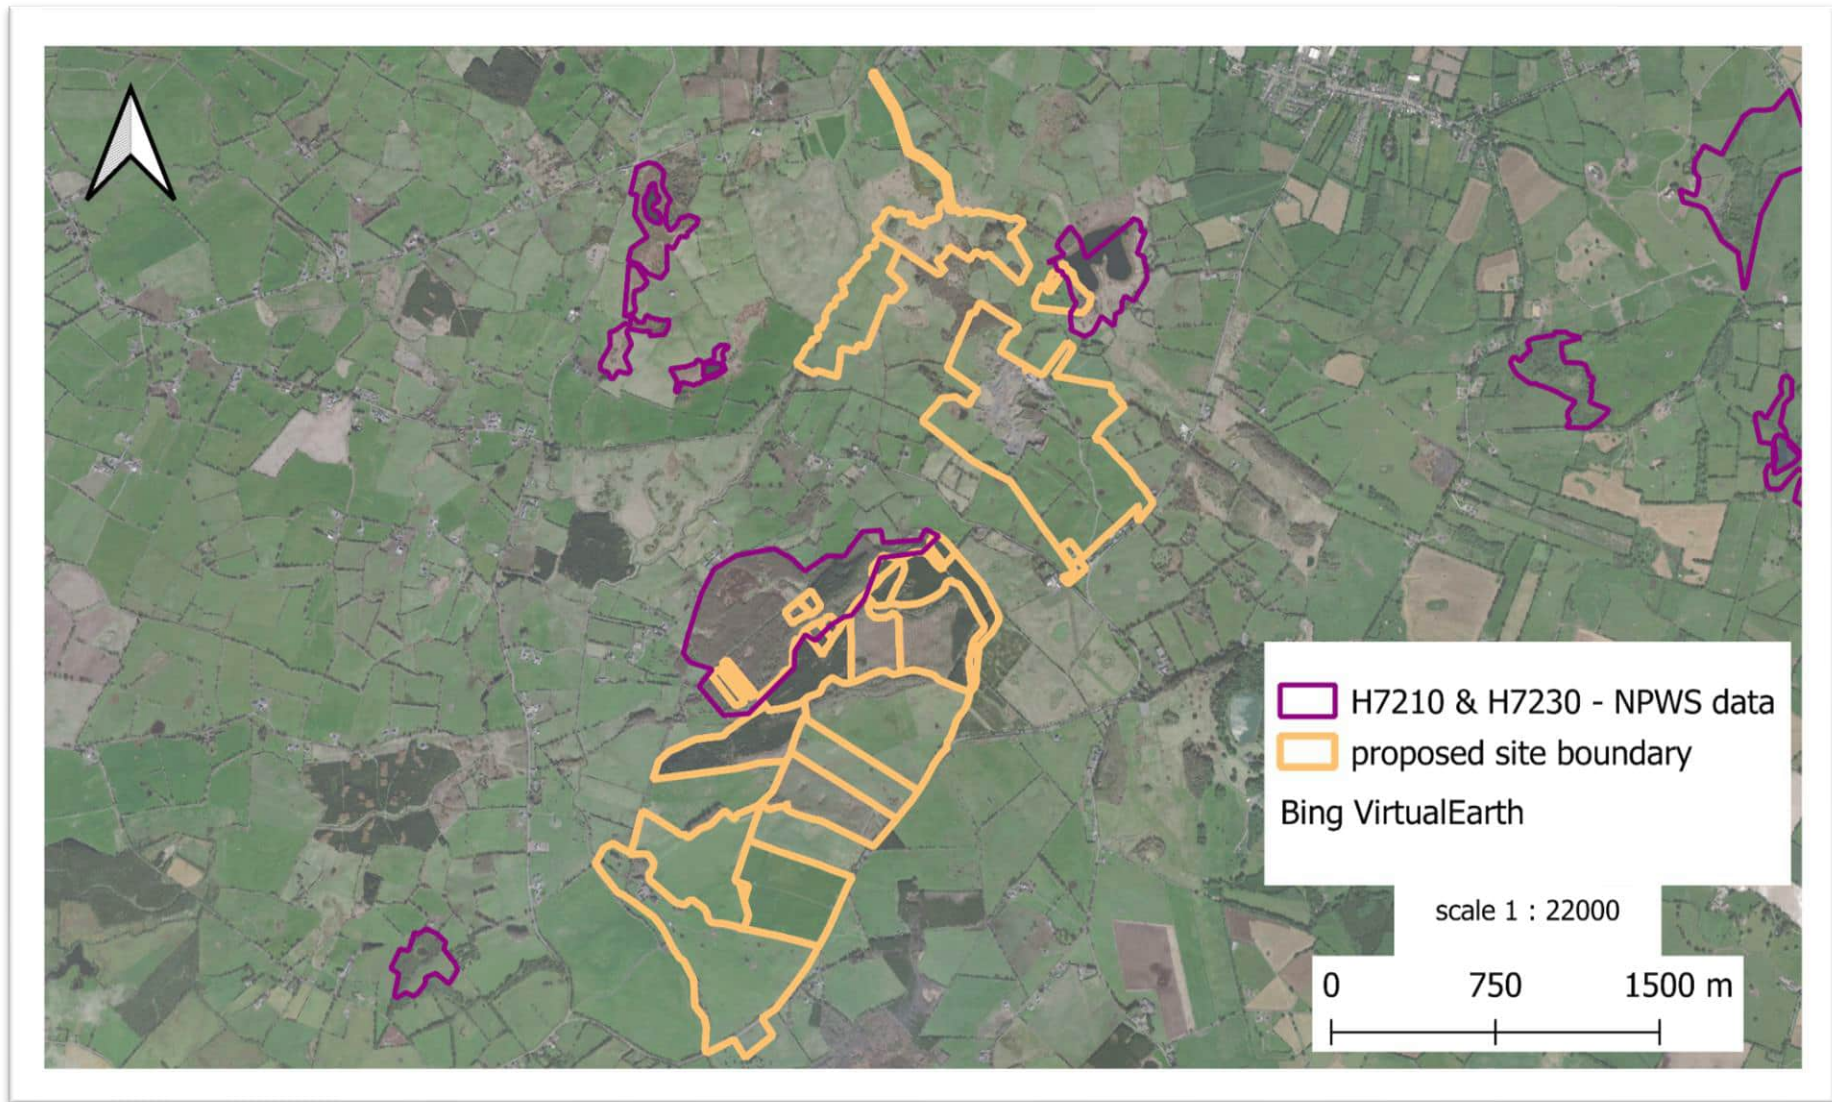 H7210 & H7230 - NPWS data
proposed site boundary
Bing VirtualEarth
scale 1 : 22000
0 750 1500 m